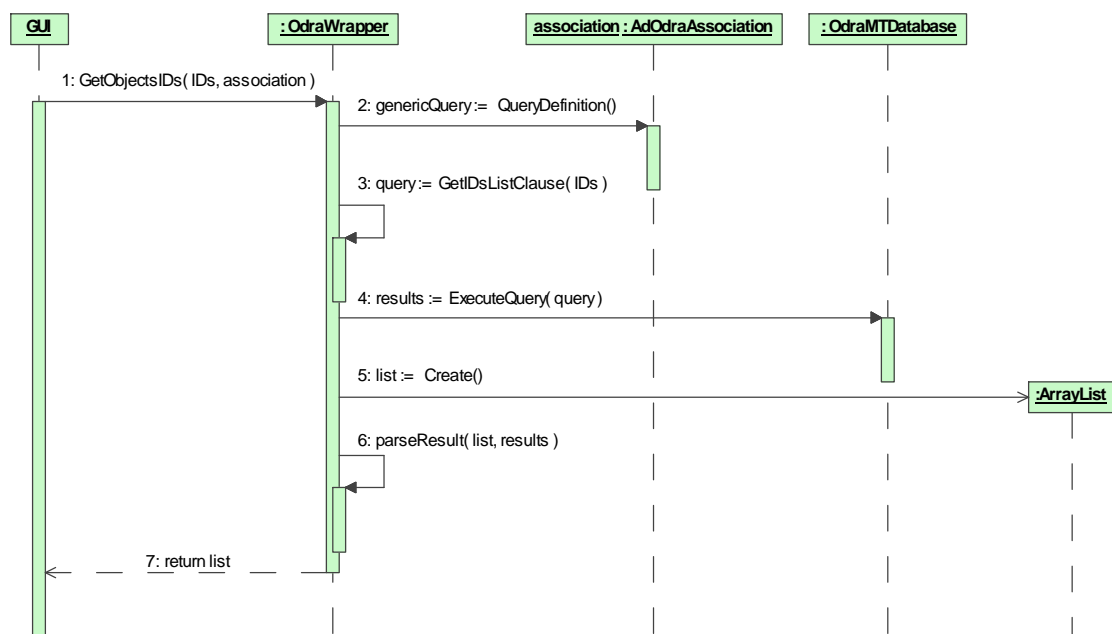 GUI
: OdraWrapper
association : AdOdraAssociation
: OdraMTDatabase
1: GetObjectsIDs( IDs, association )
2: genericQuery := QueryDefinition()
3: query := GetIDsListClause( IDs )
4: results := ExecuteQuery( query )
5: list := Create()
:ArrayList
6: parseResult( list, results )
7: return list